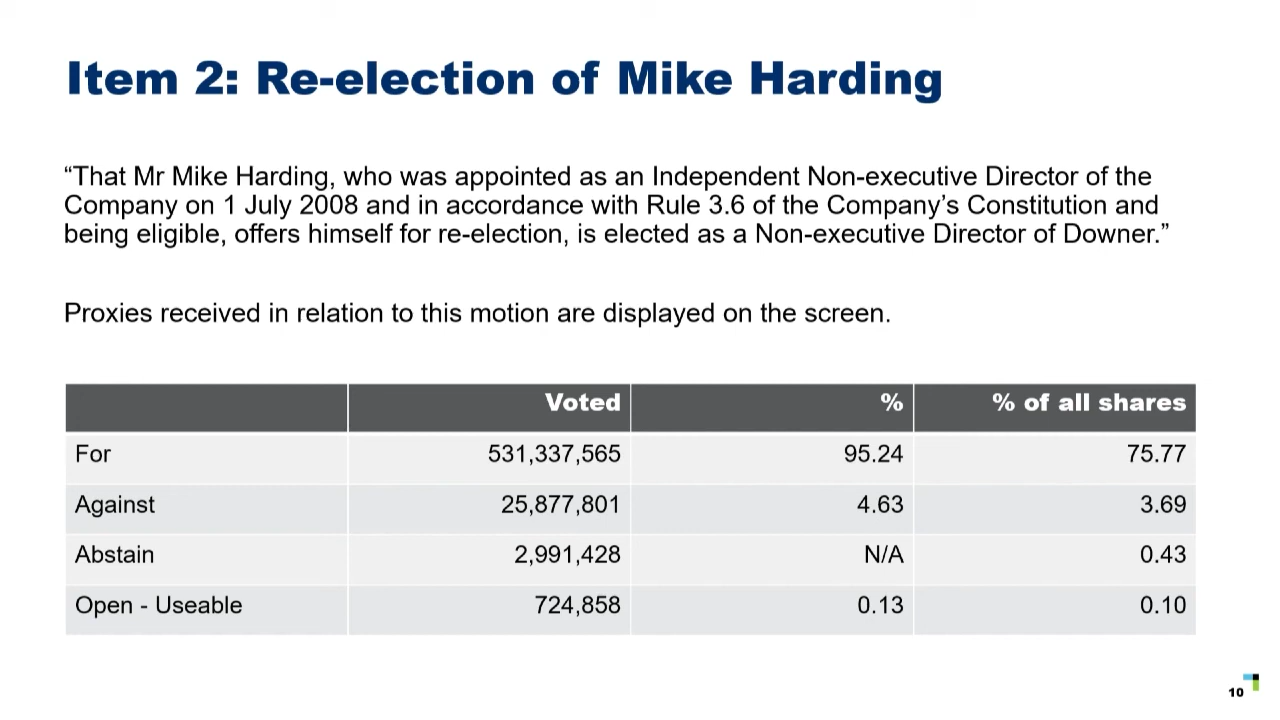 Item 2: Re-election of Mike Harding
“That Mr Mike Harding, who was appointed as an Independent Non-executive Director of the
Company on 1 July 2008 and in accordance with Rule 3.6 of the Company’s Constitution and
being eligible, offers himself for re-election, is elected as a Non-executive Director of Downer.”
Proxies received in relation to this motion are displayed on the screen.
Voted % % of all shares
For 531,337,565 95.24 75.77
Against 25,877,801 4.63 3.69
Abstain 2,991,428 N/A 0.43
Open - Useable 724,858 0.13 0.10
10